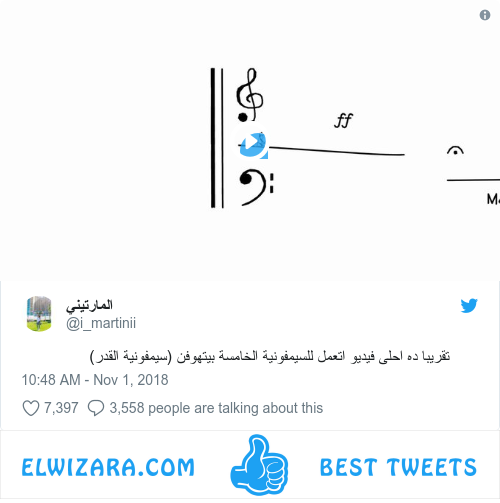 ff
المارتيني
@i_martinii
تقريبا ده احلى فيديو اتعمل للسيمفونية الخامسة بيتهوفن (سيمفونية القدر)
10:48 AM - Nov 1, 2018
7,397 3,558 people are talking about this
ELWIZARA.COM BEST TWEETS